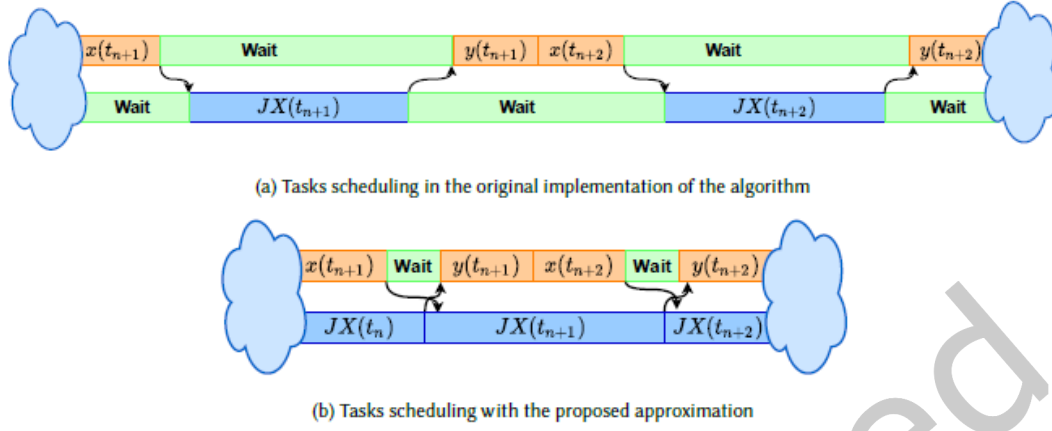 x(t_{n+1}) Wait y(t_{n+1}) x(t_{n+2}) Wait y(t_{n+2})
Wait JX(t_{n+1}) Wait JX(t_{n+2}) Wait
(a) Tasks scheduling in the original implementation of the algorithm
x(t_{n+1}) Wait y(t_{n+1}) x(t_{n+2}) Wait y(t_{n+2})
JX(t_n) JX(t_{n+1}) JX(t_{n+2})
(b) Tasks scheduling with the proposed approximation
ed